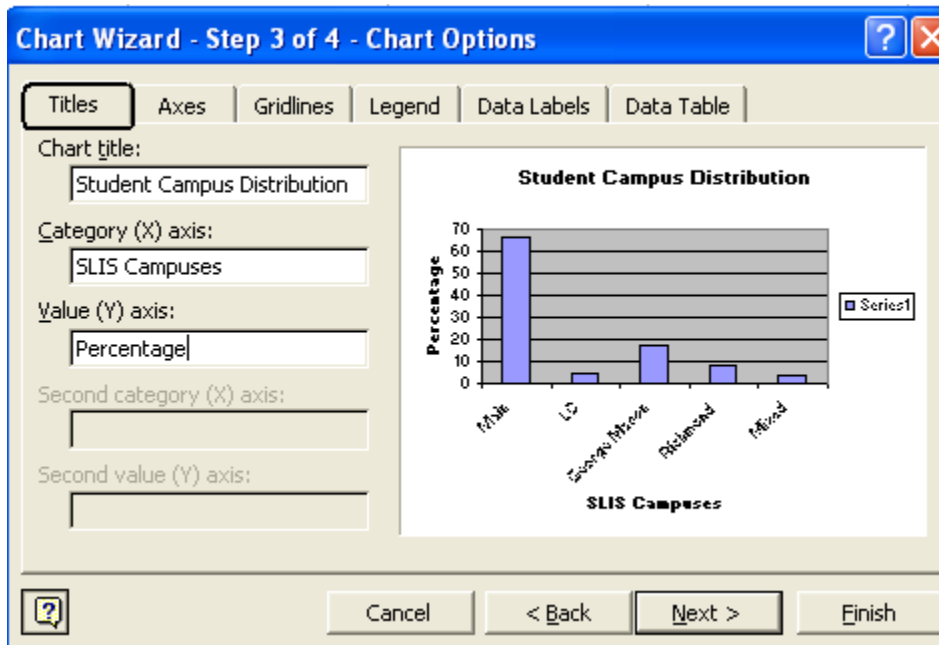 Chart Wizard - Step 3 of 4 - Chart Options
Titles Axes Gridlines Legend Data Labels Data Table
Chart title:
Student Campus Distribution
Category (X) axis:
SLIS Campuses
Value (Y) axis:
Percentage
Second category (X) axis:
Second value (Y) axis:
Student Campus Distribution
Percentage
70
60
50
40
30
20
10
0
Main
LC
George Mason
Richmond
Mixed
SLIS Campuses
Series1
Cancel < Back Next > Finish